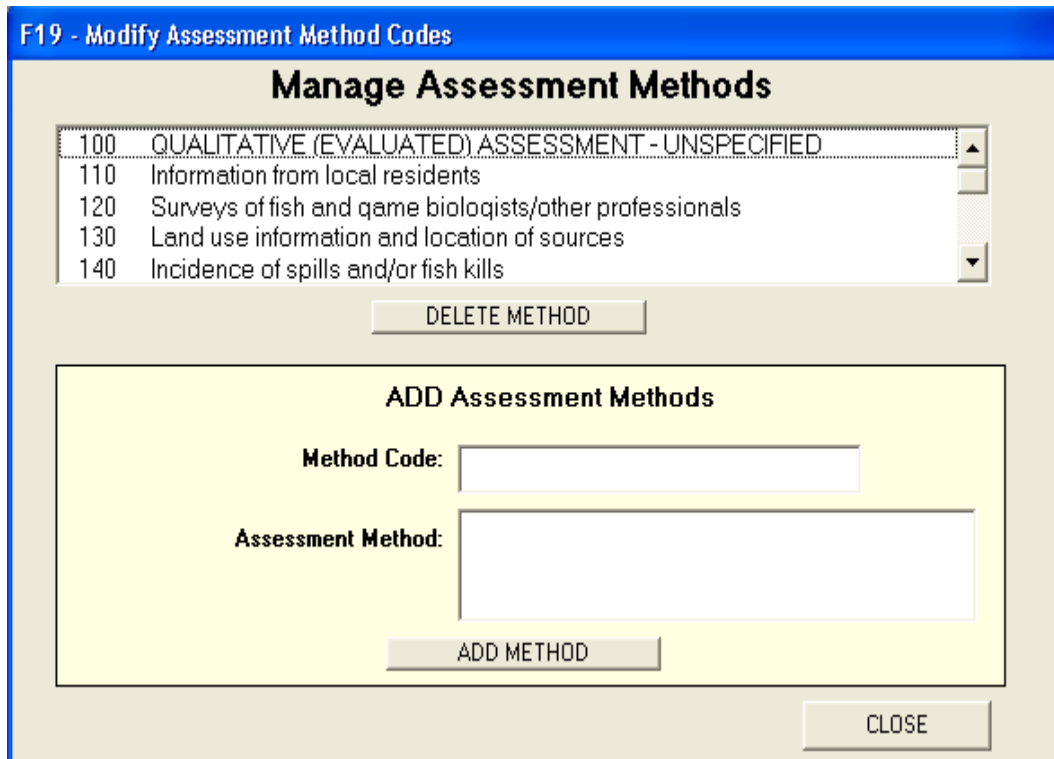 F19 - Modify Assessment Method Codes
Manage Assessment Methods
100 QUALITATIVE (EVALUATED) ASSESSMENT - UNSPECIFIED
110 Information from local residents
120 Surveys of fish and game biologists/other professionals
130 Land use information and location of sources
140 Incidence of spills and/or fish kills
DELETE METHOD
ADD Assessment Methods
Method Code:
Assessment Method:
ADD METHOD
CLOSE